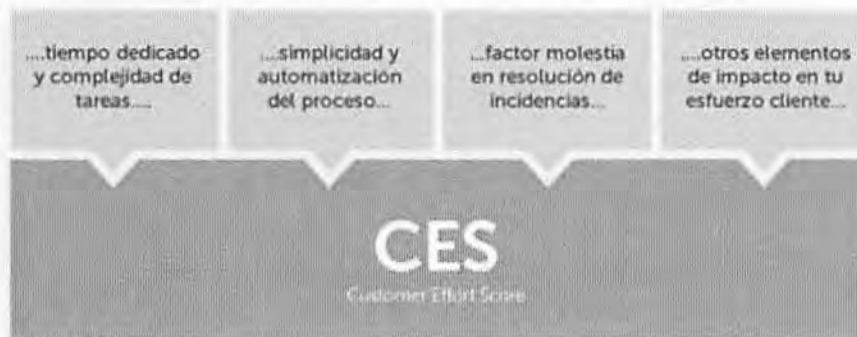 ....tiempo dedicado
y complejidad de
tareas....
....simplicidad y
automatización
del proceso...
...factor molestia
en resolución de
incidencias...
....otros elementos
de impacto en tu
esfuerzo cliente...
CES
Customer Effort Score